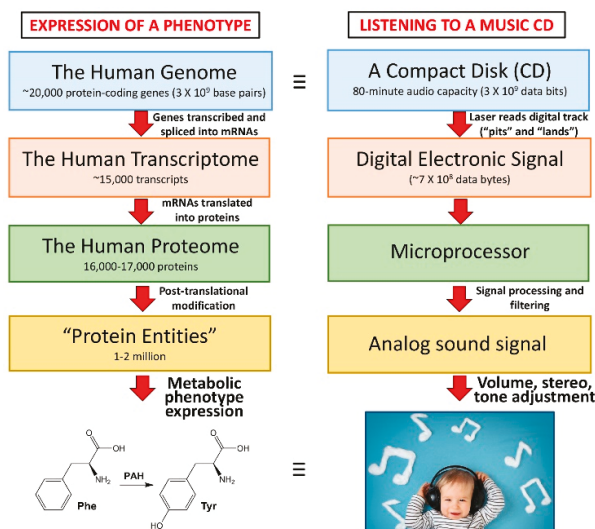 EXPRESSION OF A PHENOTYPE
The Human Genome
~20,000 protein-coding genes (3 X 10⁹ base pairs)
Genes transcribed and
spliced into mRNAs
The Human Transcriptome
~15,000 transcripts
mRNAs translated
into proteins
The Human Proteome
16,000-17,000 proteins
Post-translational
modification
“Protein Entities”
1-2 million
Metabolic
phenotype
expression
O
OH
NH₂
Phe
PAH
O
OH
NH₂
HO
Tyr
≡
≡
LISTENING TO A MUSIC CD
A Compact Disk (CD)
80-minute audio capacity (3 X 10⁹ data bits)
Laser reads digital track
(“pits” and “lands”)
Digital Electronic Signal
(~7 X 10⁸ data bytes)
Microprocessor
Signal processing and
filtering
Analog sound signal
Volume, stereo,
tone adjustment